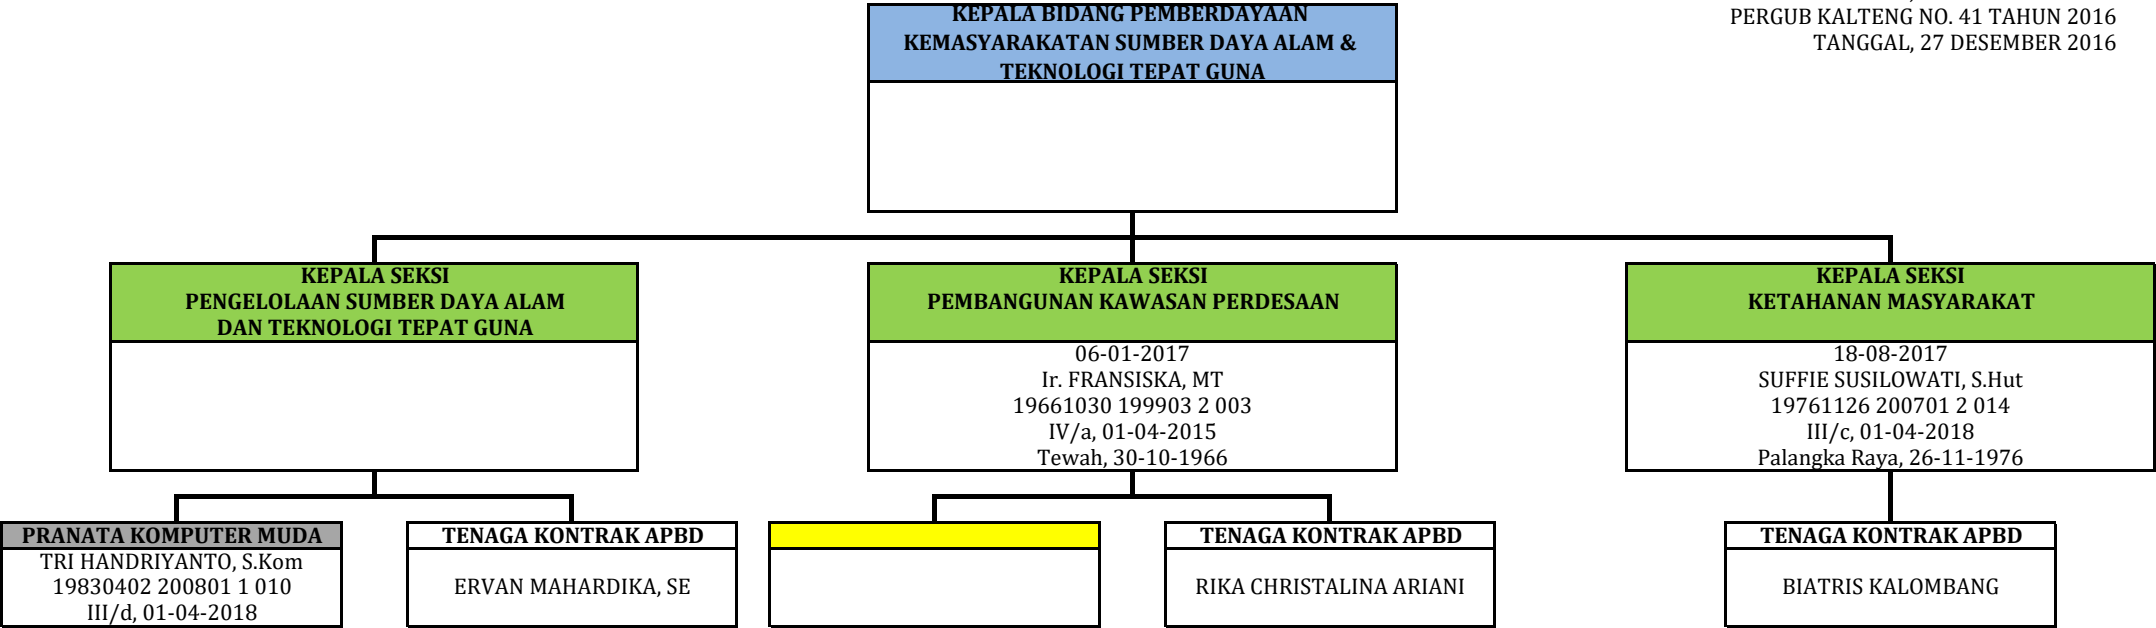 PERGUB KALTENG NO. 41 TAHUN 2016
TANGGAL, 27 DESEMBER 2016
KEPALA BIDANG PEMBERDAYAAN
KEMASYARAKATAN SUMBER DAYA ALAM &
TEKNOLOGI TEPAT GUNA
KEPALA SEKSI
PENGELOLAAN SUMBER DAYA ALAM
DAN TEKNOLOGI TEPAT GUNA
KEPALA SEKSI
PEMBANGUNAN KAWASAN PERDESAAN
06-01-2017
Ir. FRANSISKA, MT
19661030 199903 2 003
IV/a, 01-04-2015
Tewah, 30-10-1966
KEPALA SEKSI
KETAHANAN MASYARAKAT
18-08-2017
SUFFIE SUSILOWATI, S.Hut
19761126 200701 2 014
III/c, 01-04-2018
Palangka Raya, 26-11-1976
PRANATA KOMPUTER MUDA
TRI HANDRIYANTO, S.Kom
19830402 200801 1 010
III/d, 01-04-2018
TENAGA KONTRAK APBD
ERVAN MAHARDIKA, SE
TENAGA KONTRAK APBD
RIKA CHRISTALINA ARIANI
TENAGA KONTRAK APBD
BIATRIS KALOMBANG